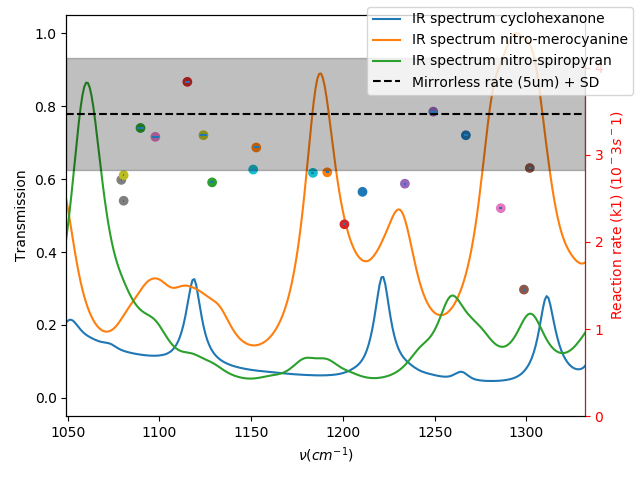 IR spectrum cyclohexanone
IR spectrum nitro-merocyanine
IR spectrum nitro-spiropyran
Mirrorless rate (5um) + SD
1.0
0.8
0.6
0.4
0.2
0.0
Transmission
4
3
2
1
0
Reaction rate (k1) (10^-3s^-1)
1050 1100 1150 1200 1250 1300
ν(cm⁻¹)